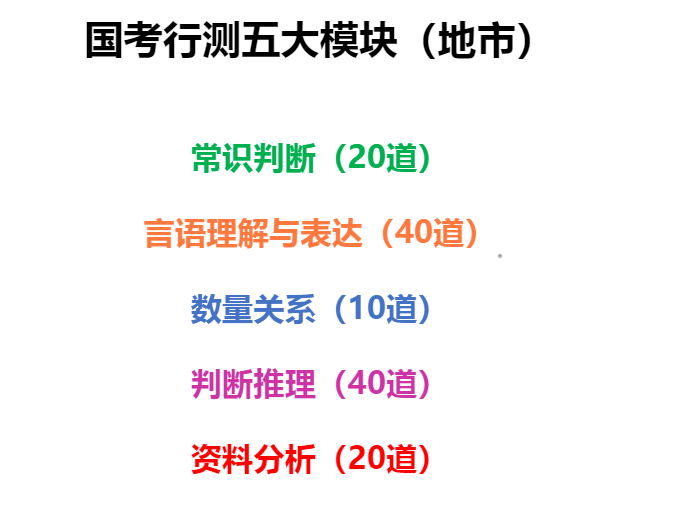 国考行测五大模块（地市）
常识判断（20道）
言语理解与表达（40道）
数量关系（10道）
判断推理（40道）
资料分析（20道）